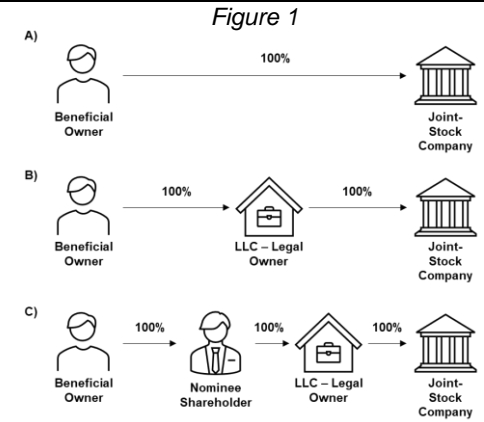 Figure 1
A)
100%
Beneficial
Owner
Joint-
Stock
Company
B)
100%
100%
Beneficial
Owner
LLC – Legal
Owner
Joint-
Stock
Company
C)
100%
100%
100%
Beneficial
Owner
Nominee
Shareholder
LLC – Legal
Owner
Joint-
Stock
Company